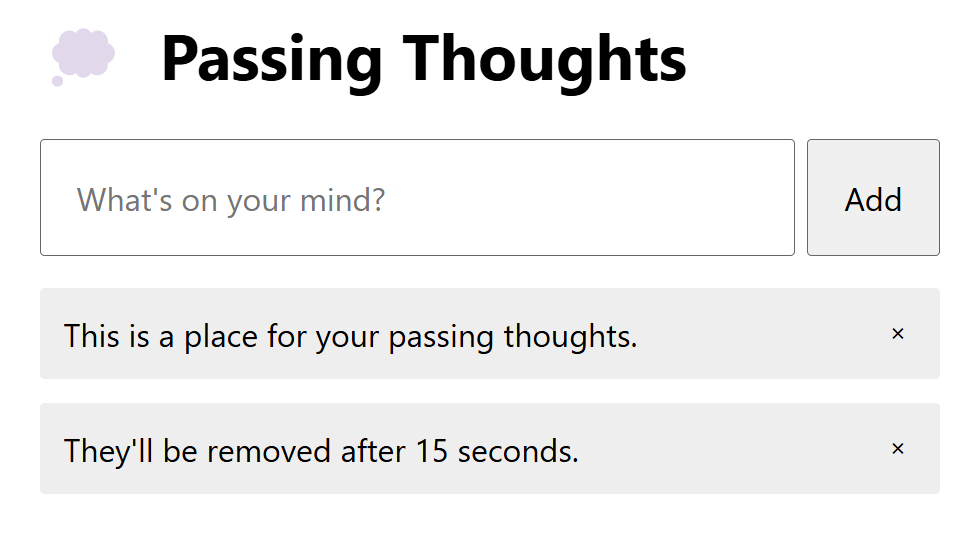 Passing Thoughts
What's on your mind?
Add
This is a place for your passing thoughts. ×
They'll be removed after 15 seconds. ×